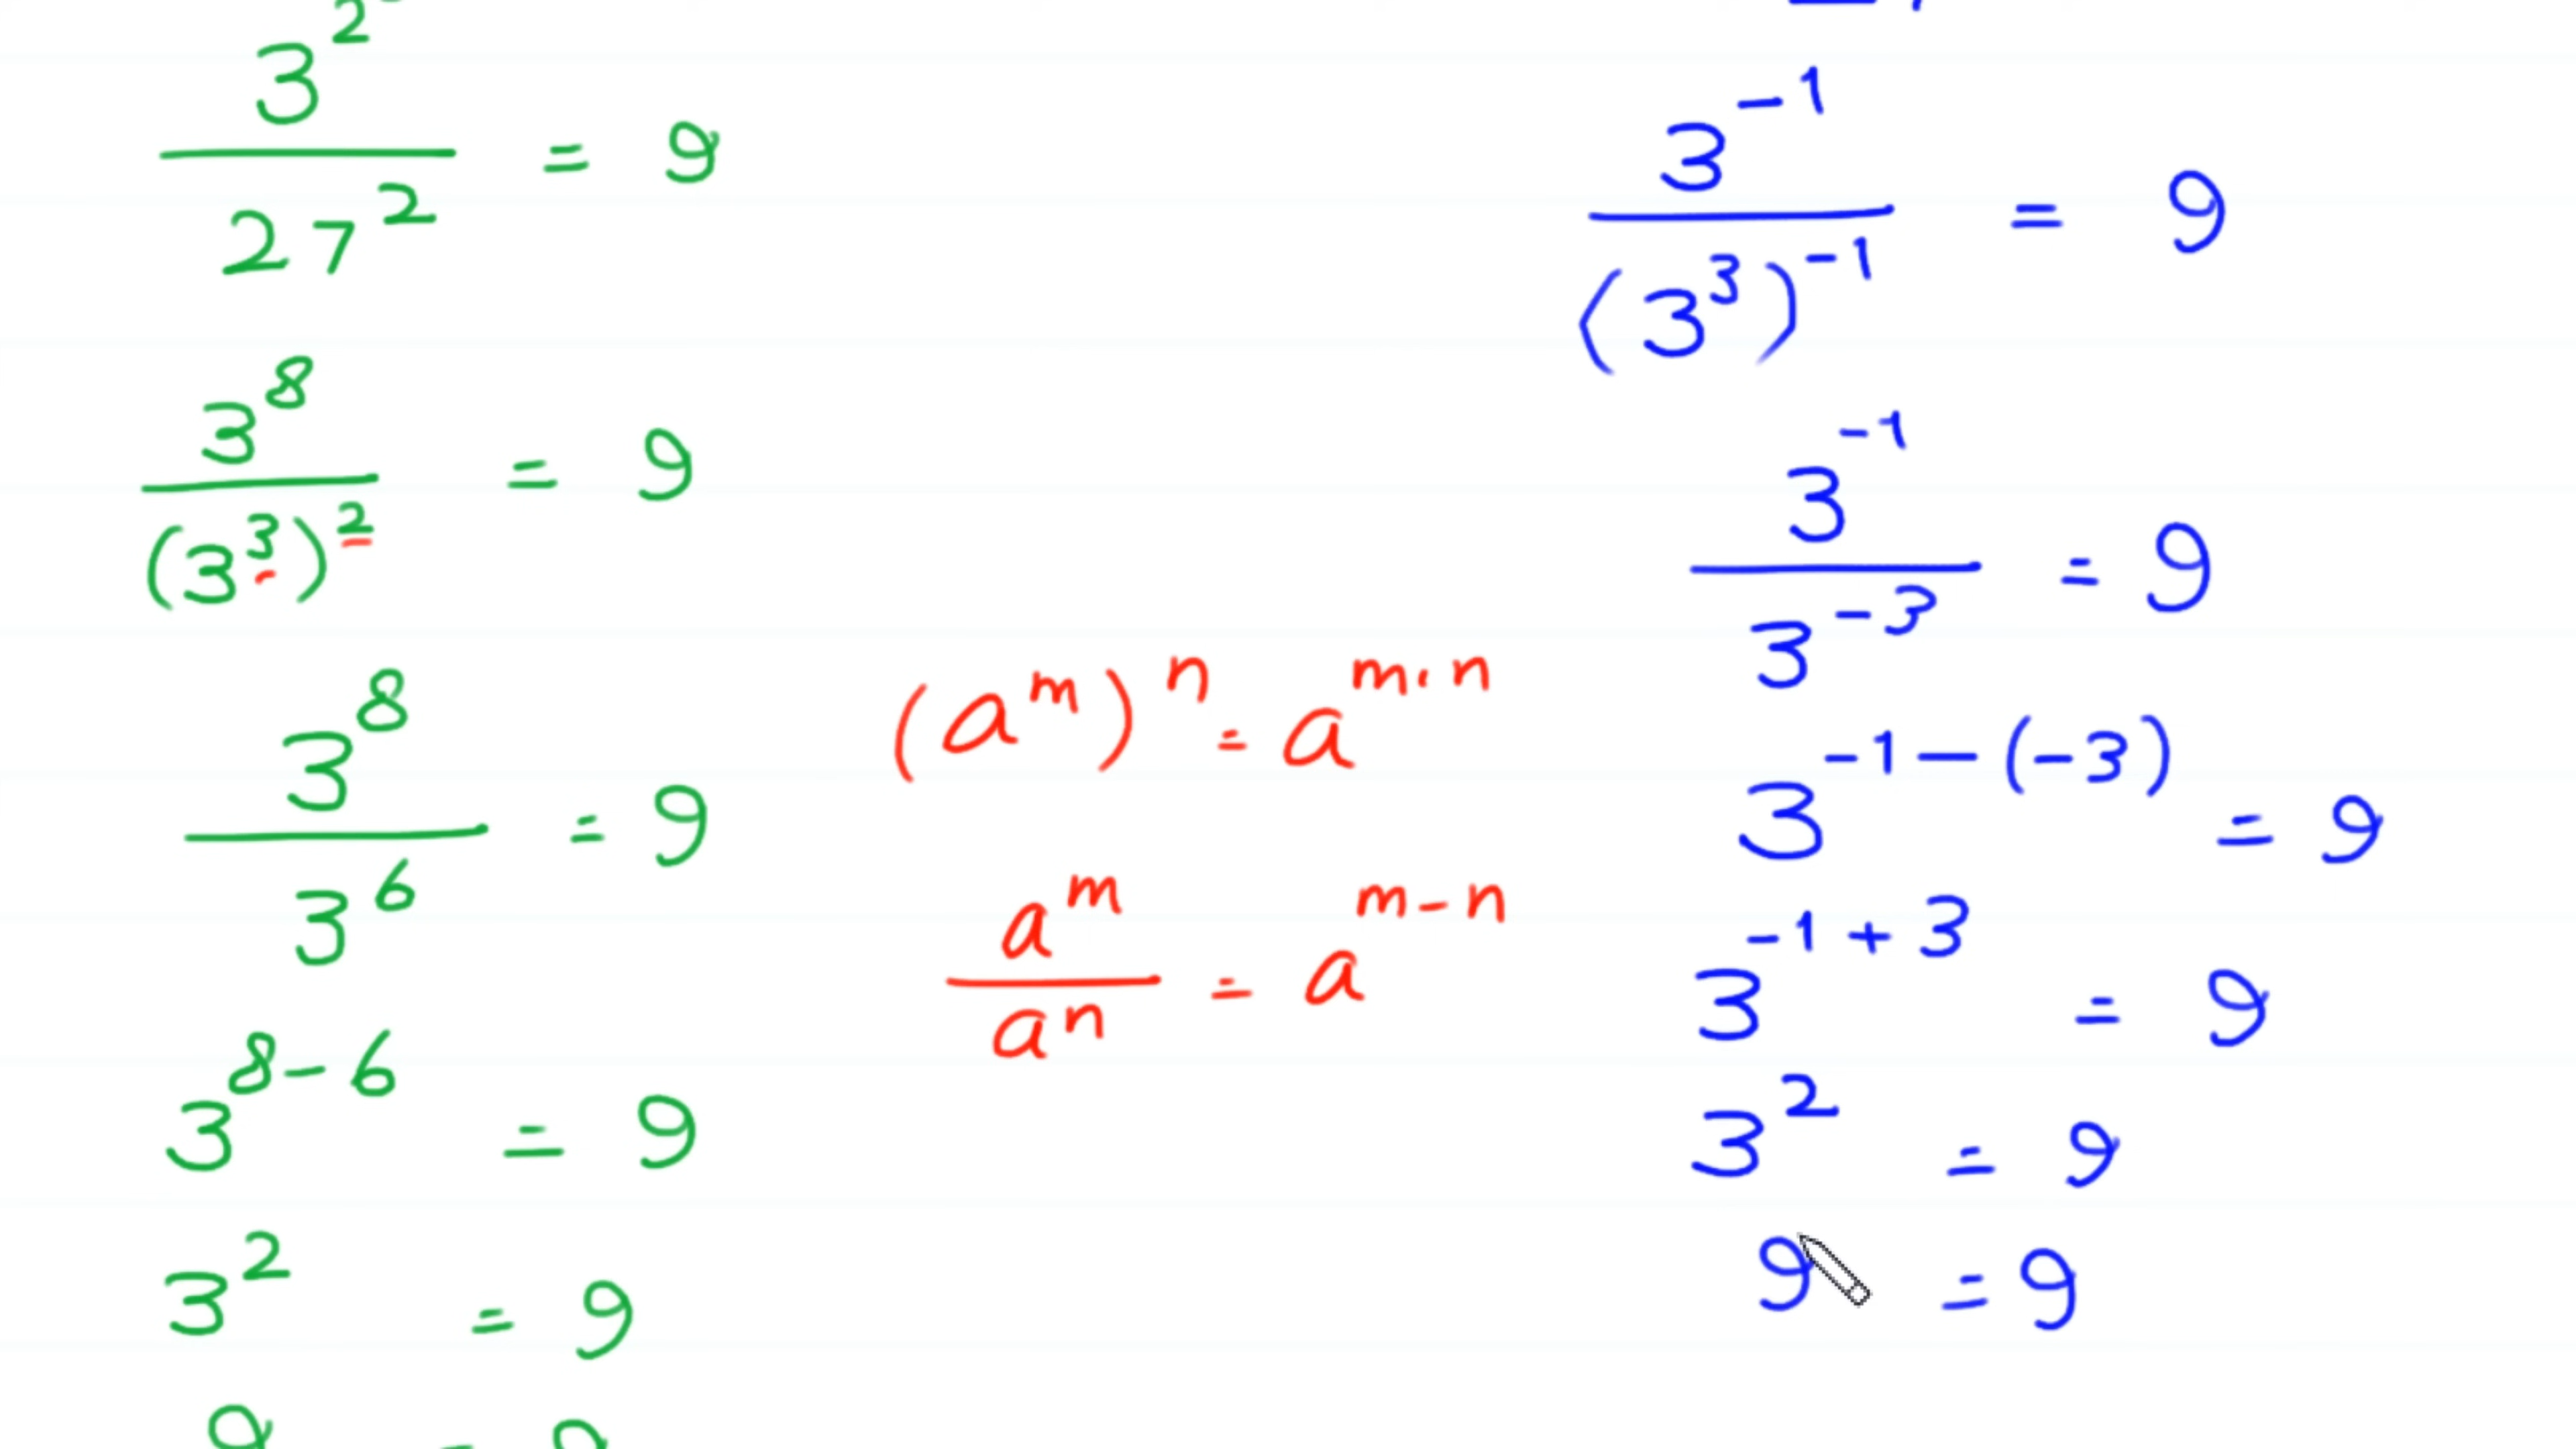 3^2
/ 27^2 = 9
3^8 / (3^3)^2 = 9
3^8 / 3^6 = 9
3^(8-6) = 9
3^2 = 9
(a^m)^n = a^(m·n)
a^m / a^n = a^(m-n)
3^-1 / (3^3)^-1 = 9
3^-1 / 3^-3 = 9
3^(-1-(-3)) = 9
3^(-1+3) = 9
3^2 = 9
9 = 9